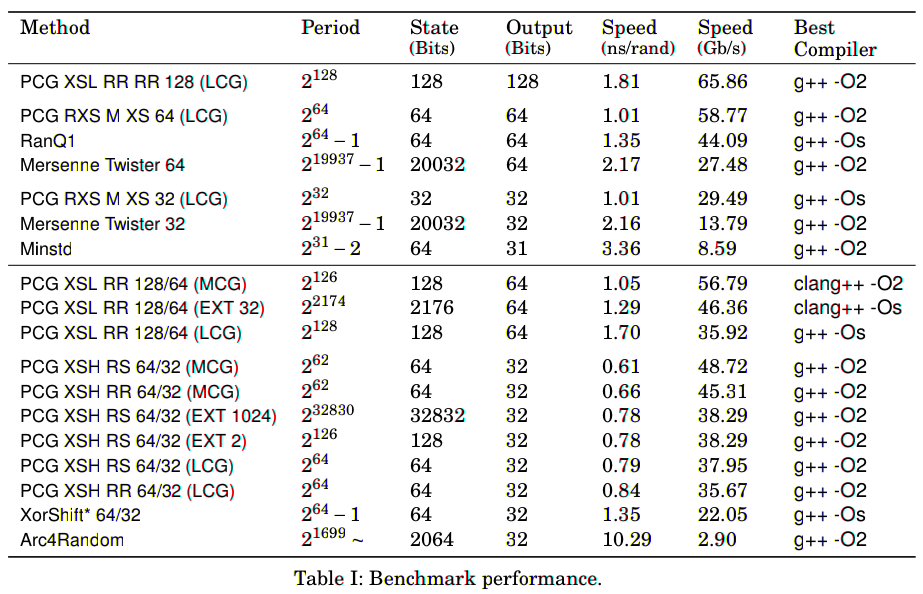 Method Period State Output Speed Speed Best
(Bits) (Bits) (ns/rand) (Gb/s) Compiler
PCG XSL RR RR 128 (LCG) 2^128 128 128 1.81 65.86 g++ -O2
PCG RXS M XS 64 (LCG) 2^64 64 64 1.01 58.77 g++ -O2
RanQ1 2^64 − 1 64 64 1.35 44.09 g++ -Os
Mersenne Twister 64 2^19937 − 1 20032 64 2.17 27.48 g++ -O2
PCG RXS M XS 32 (LCG) 2^32 32 32 1.01 29.49 g++ -Os
Mersenne Twister 32 2^19937 − 1 20032 32 2.16 13.79 g++ -O2
Minstd 2^31 − 2 64 31 3.36 8.59 g++ -O2
PCG XSL RR 128/64 (MCG) 2^126 128 64 1.05 56.79 clang++ -O2
PCG XSL RR 128/64 (EXT 32) 2^2174 2176 64 1.29 46.36 clang++ -Os
PCG XSL RR 128/64 (LCG) 2^128 128 64 1.70 35.92 g++ -Os
PCG XSH RS 64/32 (MCG) 2^62 64 32 0.61 48.72 g++ -O2
PCG XSH RR 64/32 (MCG) 2^62 64 32 0.66 45.31 g++ -O2
PCG XSH RS 64/32 (EXT 1024) 2^32830 32832 32 0.78 38.29 g++ -O2
PCG XSH RS 64/32 (EXT 2) 2^126 128 32 0.78 38.29 g++ -O2
PCG XSH RS 64/32 (LCG) 2^64 64 32 0.79 37.95 g++ -O2
PCG XSH RR 64/32 (LCG) 2^64 64 32 0.84 35.67 g++ -O2
XorShift* 64/32 2^64 − 1 64 32 1.35 22.05 g++ -Os
Arc4Random 2^1699 ~ 2064 32 10.29 2.90 g++ -O2
Table I: Benchmark performance.